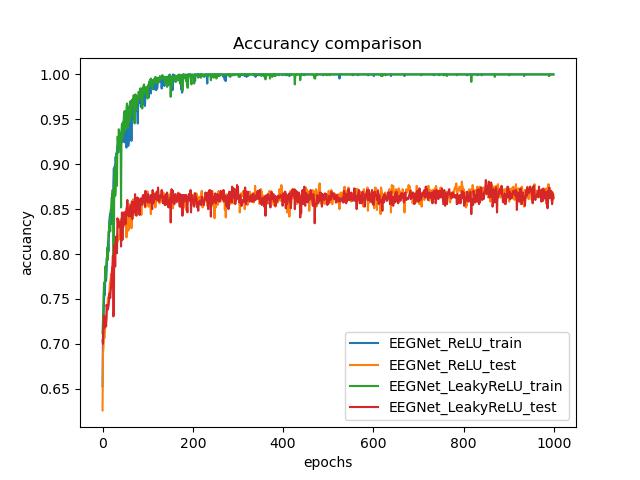 Accurancy comparison
1.00
0.95
0.90
0.85
0.80
0.75
0.70
0.65
accuancy
0
200
400
600
800
1000
epochs
EEGNet_ReLU_train
EEGNet_ReLU_test
EEGNet_LeakyReLU_train
EEGNet_LeakyReLU_test